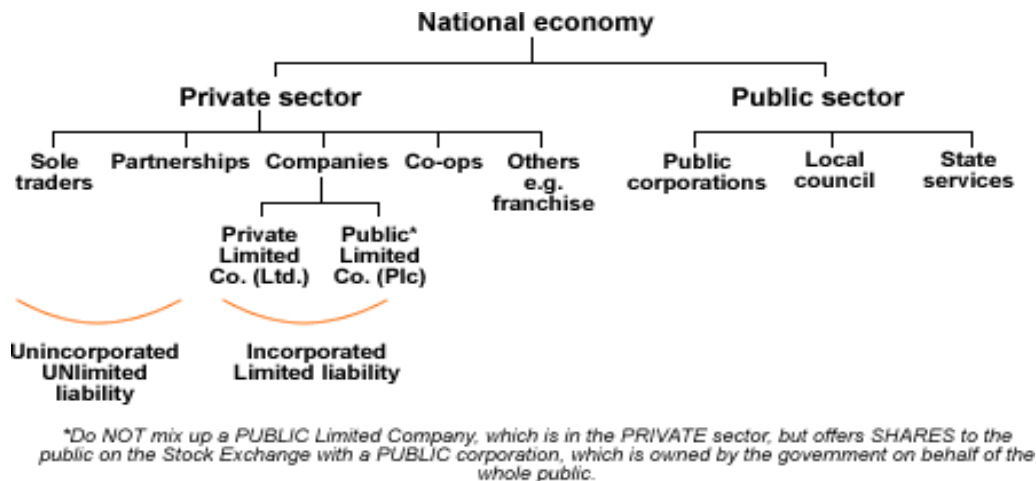 National economy
Private sector
Public sector
Sole
traders
Partnerships
Companies
Co-ops
Others
e.g.
franchise
Public
corporations
Local
council
State
services
Private
Limited
Co. (Ltd.)
Public*
Limited
Co. (Plc)
Unincorporated
UNlimited
liability
Incorporated
Limited liability
*Do NOT mix up a PUBLIC Limited Company, which is in the PRIVATE sector, but offers SHARES to the
public on the Stock Exchange with a PUBLIC corporation, which is owned by the government on behalf of the
whole public.